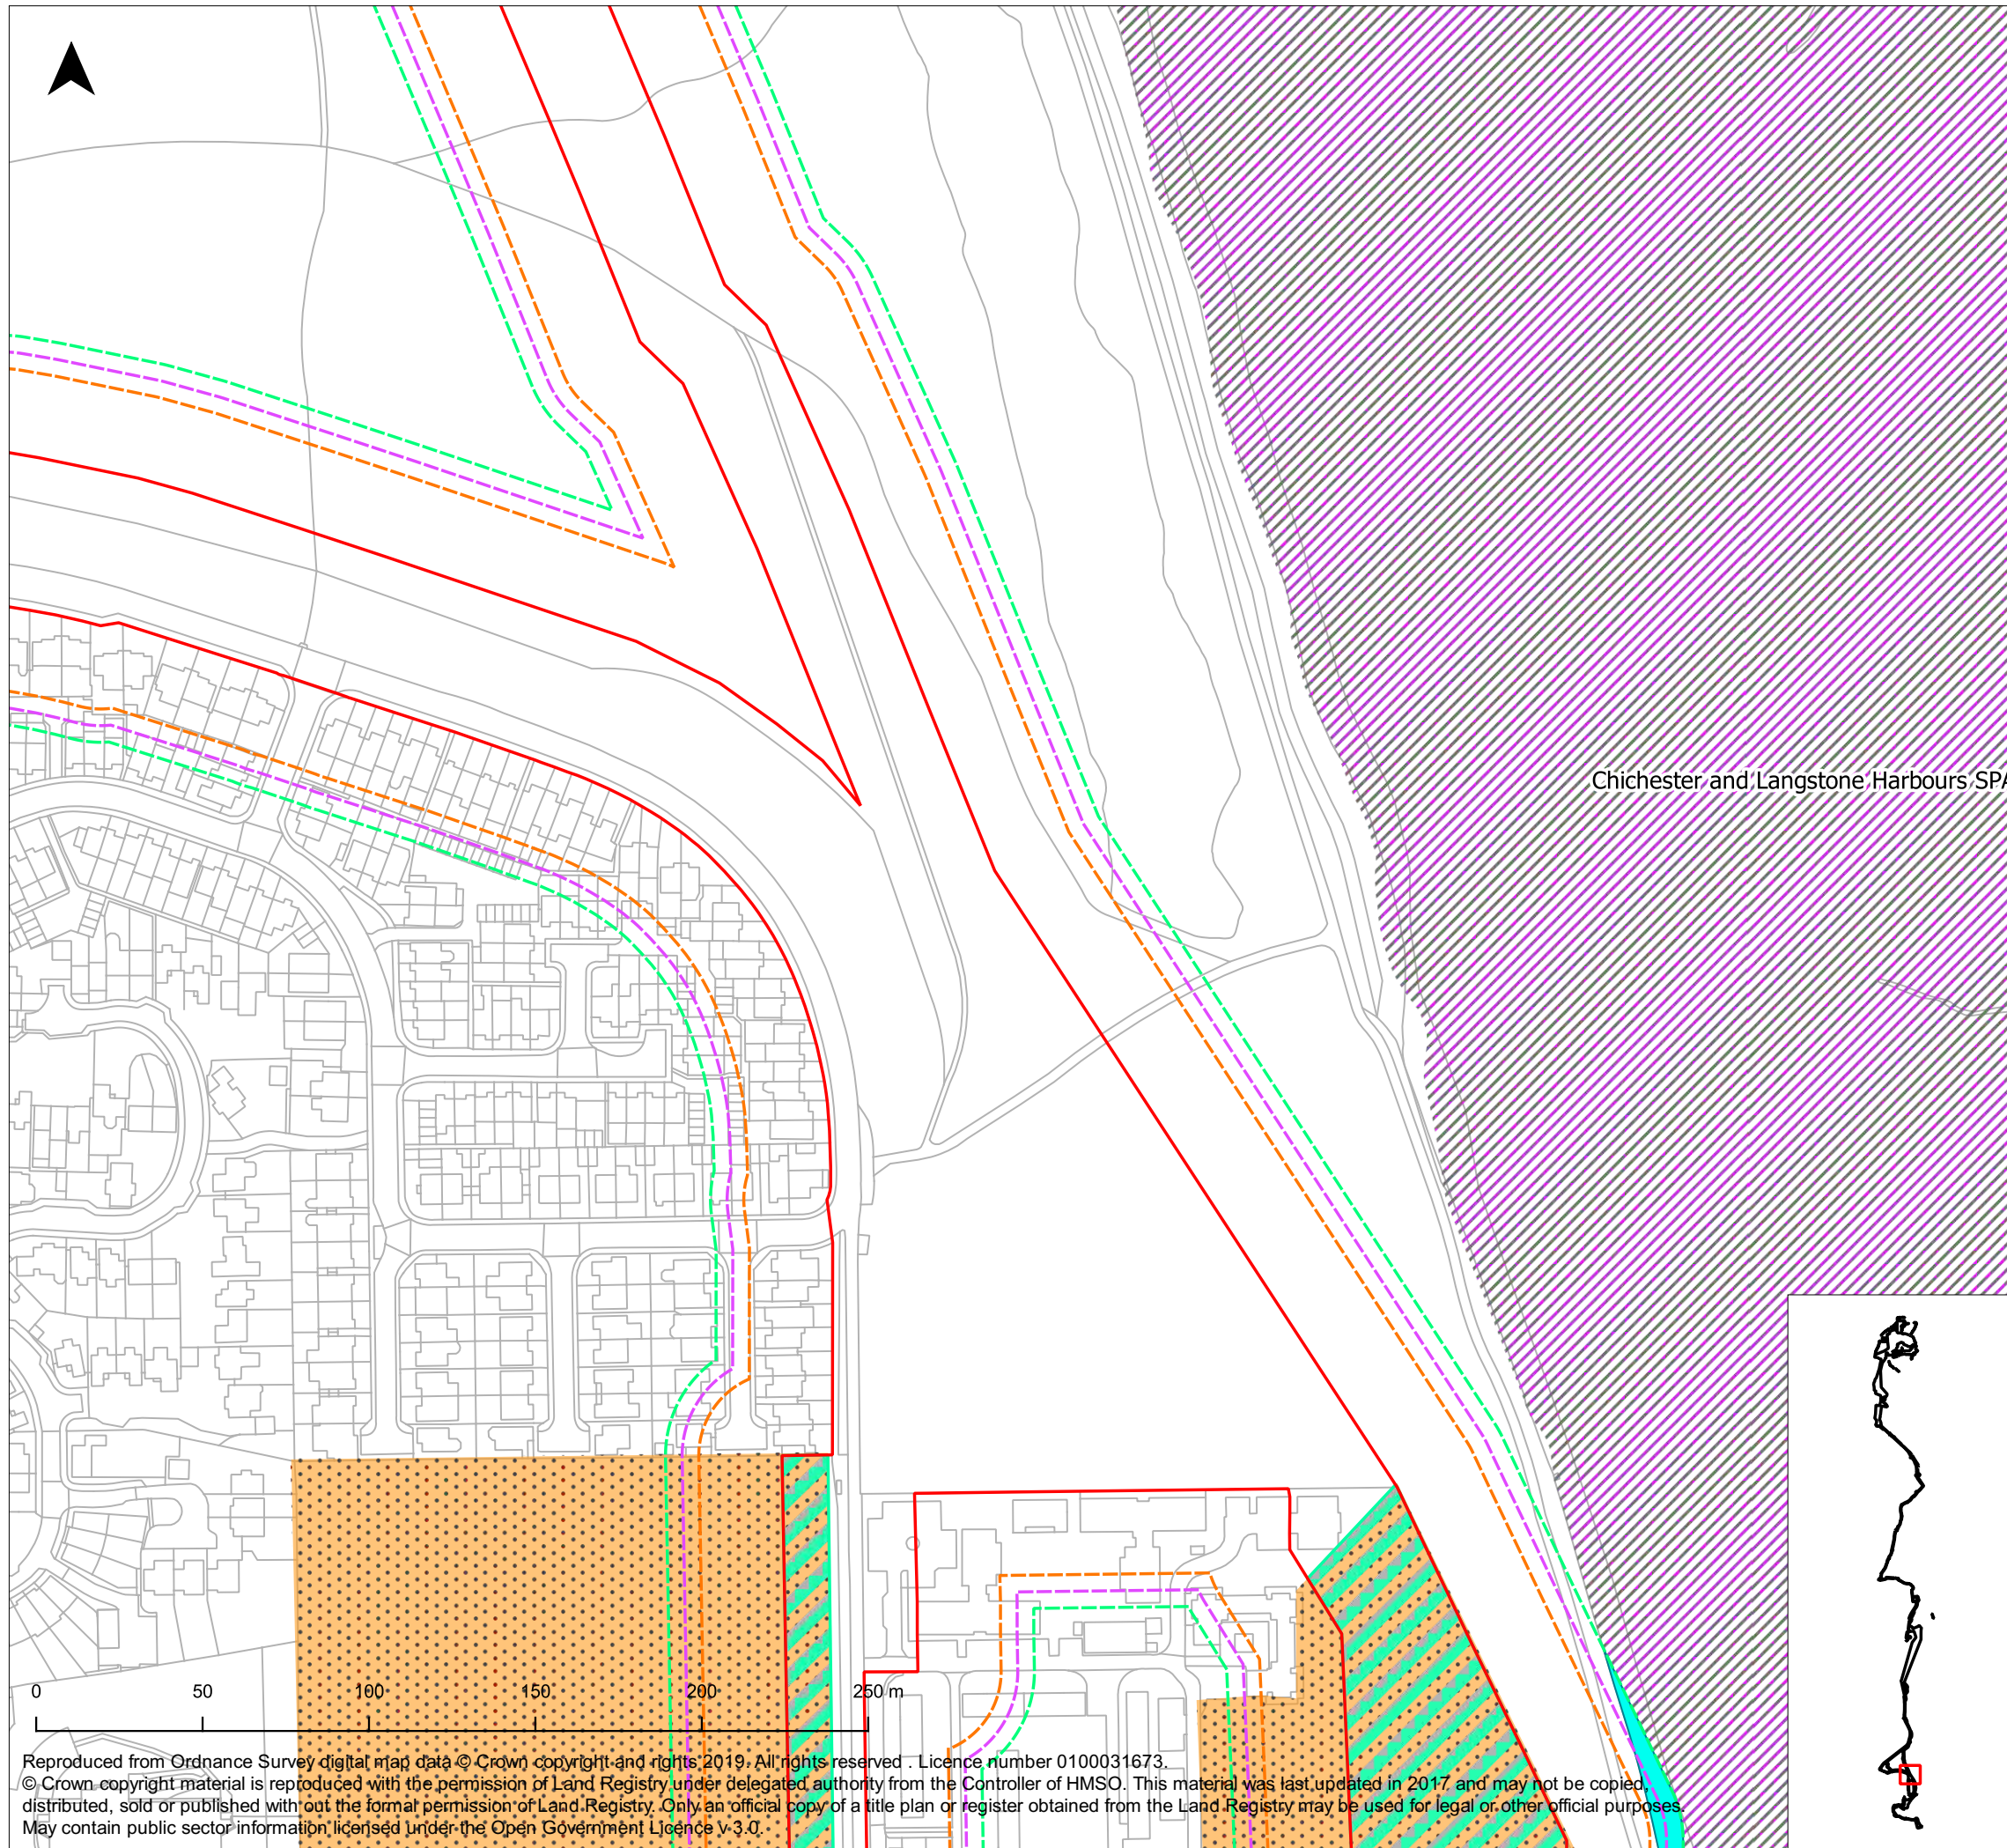 Chichester and Langstone Harbours SPA
0 50 100 150 200 250 m
Reproduced from Ordnance Survey digital map data © Crown copyright and rights 2019. All rights reserved . Licence number 0100031673.
© Crown copyright material is reproduced with the permission of Land Registry under delegated authority from the Controller of HMSO. This material was last updated in 2017 and may not be copied,
distributed, sold or published with out the formal permission of Land Registry. Only an official copy of a title plan or register obtained from the Land Registry may be used for legal or other official purposes.
May contain public sector information licensed under the Open Government Licence v 3.0.